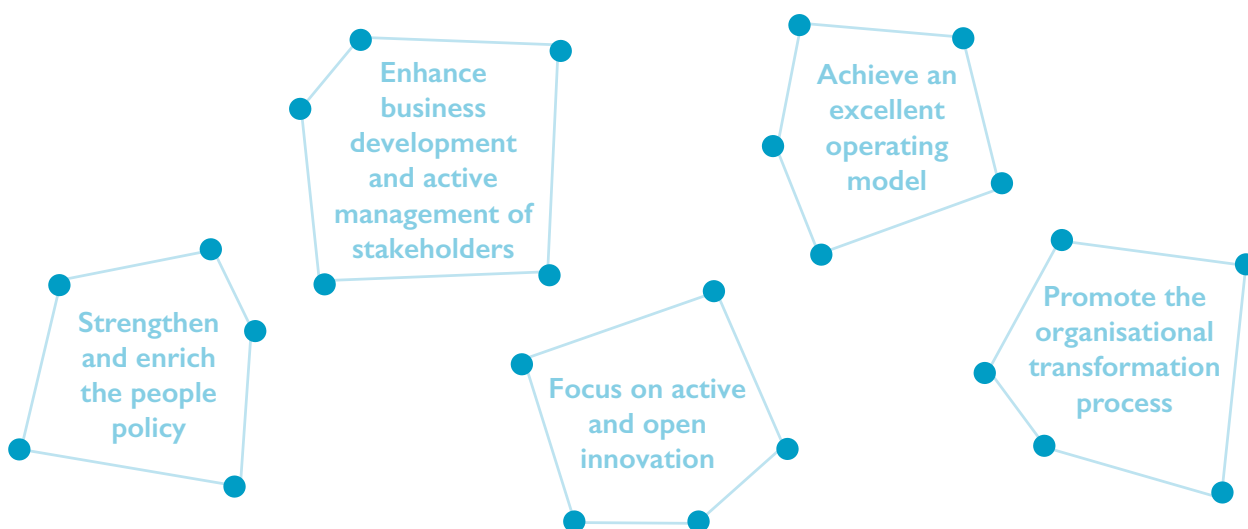 Enhance
business
development
and active
management of
stakeholders
Achieve an
excellent
operating
model
Strengthen
and enrich
the people
policy
Focus on active
and open
innovation
Promote the
organisational
transformation
process